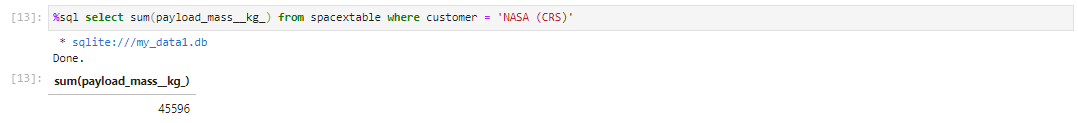 [13]: %sql select sum(payload_mass__kg_) from spacextable where customer = 'NASA (CRS)'
* sqlite:///my_data1.db
Done.
[13]: sum(payload_mass__kg_)
45596